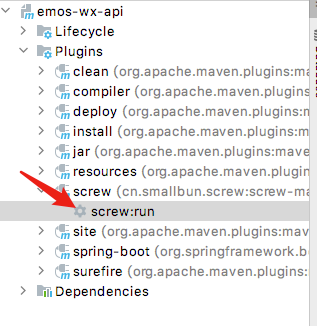 emos-wx-api
Lifecycle
Plugins
clean (org.apache.maven.plugins:mav
compiler (org.apache.maven.plugins:
deploy (org.apache.maven.plugins:m
install (org.apache.maven.plugins:ma
jar (org.apache.maven.plugins:maven
resources (org.apache.maven.plugins
screw (cn.smallbun.screw:screw-ma
screw:run
site (org.apache.maven.plugins:mave
spring-boot (org.springframework.bo
surefire (org.apache.maven.plugins:
Dependencies